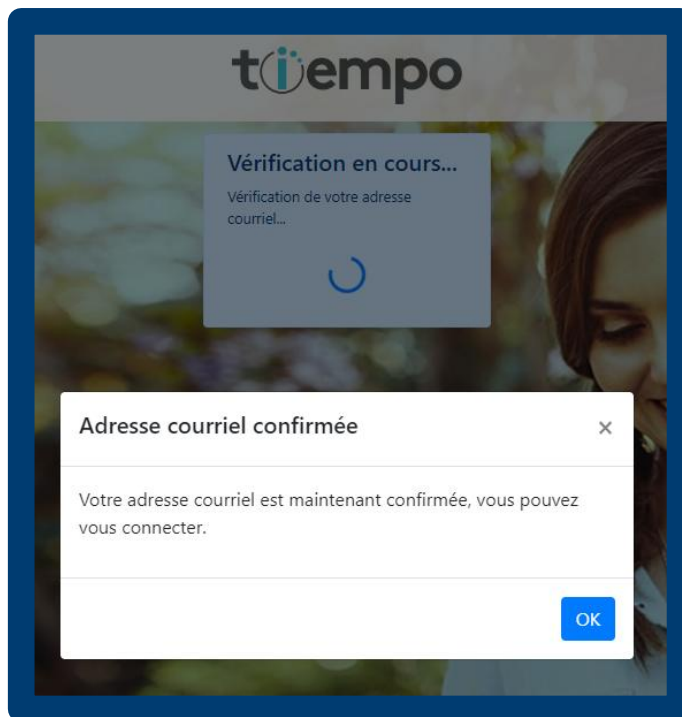 tiempo
Vérification en cours...
Vérification de votre adresse
courriel...
Adresse courriel confirmée
×
Votre adresse courriel est maintenant confirmée, vous pouvez
vous connecter.
OK